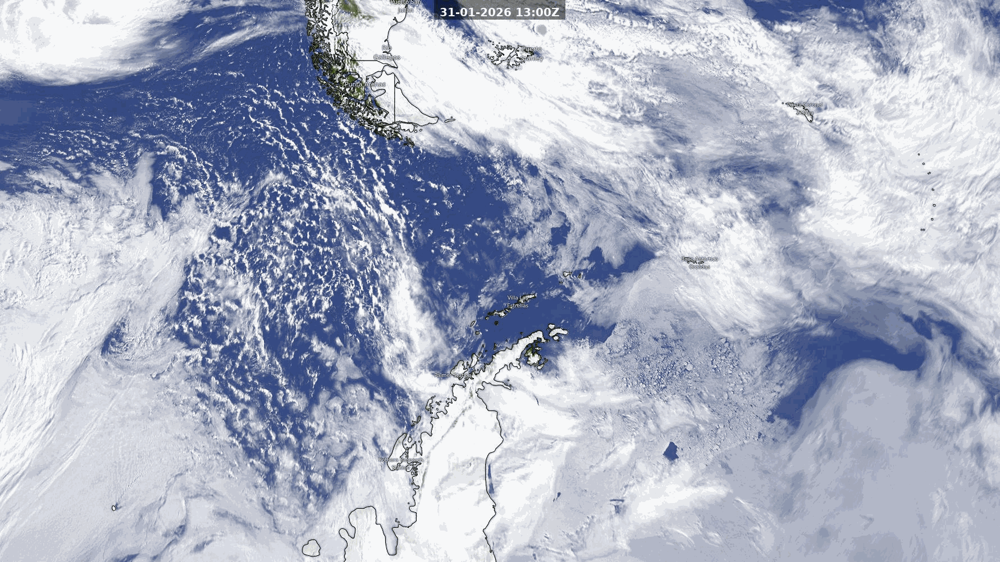 Puerto San
Julián
31-01-2026 13:00Z
Río
Gallegos
Puerto
Stanley
Punta Arenas
Punta Coronel
Zelaya
Base Antártica
Orcadas
Villa Las
Estrellas
Palmer Station
Rothera Research
Station